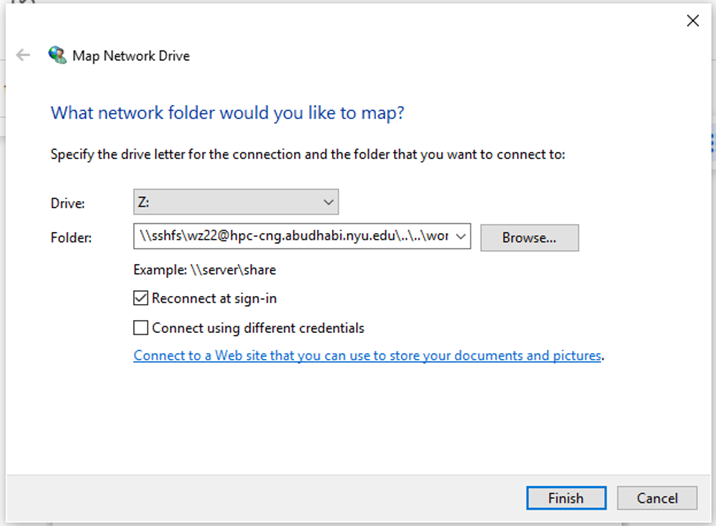 Map Network Drive
What network folder would you like to map?
Specify the drive letter for the connection and the folder that you want to connect to:
Drive: Z:
Folder: \\sshfs\wz22@hpc-cng.abudhabi.nyu.edu\..\..\wor Browse...
Example: \\server\share
Reconnect at sign-in
Connect using different credentials
Connect to a Web site that you can use to store your documents and pictures.
Finish Cancel